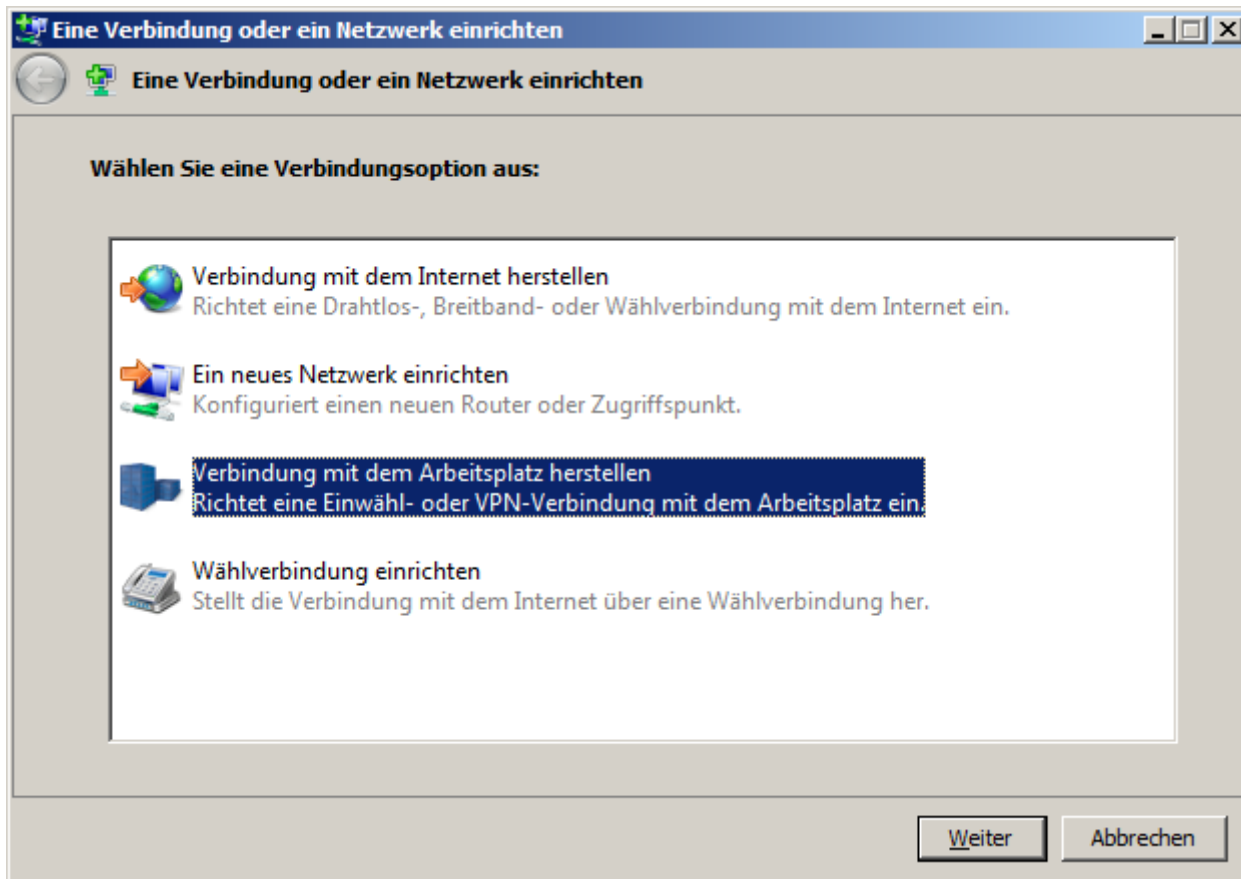 Eine Verbindung oder ein Netzwerk einrichten
Eine Verbindung oder ein Netzwerk einrichten
Wählen Sie eine Verbindungsoption aus:
Verbindung mit dem Internet herstellen
Richtet eine Drahtlos-, Breitband- oder Wählverbindung mit dem Internet ein.
Ein neues Netzwerk einrichten
Konfiguriert einen neuen Router oder Zugriffspunkt.
Verbindung mit dem Arbeitsplatz herstellen
Richtet eine Einwähl- oder VPN-Verbindung mit dem Arbeitsplatz ein.
Wählverbindung einrichten
Stellt die Verbindung mit dem Internet über eine Wählverbindung her.
Weiter
Abbrechen